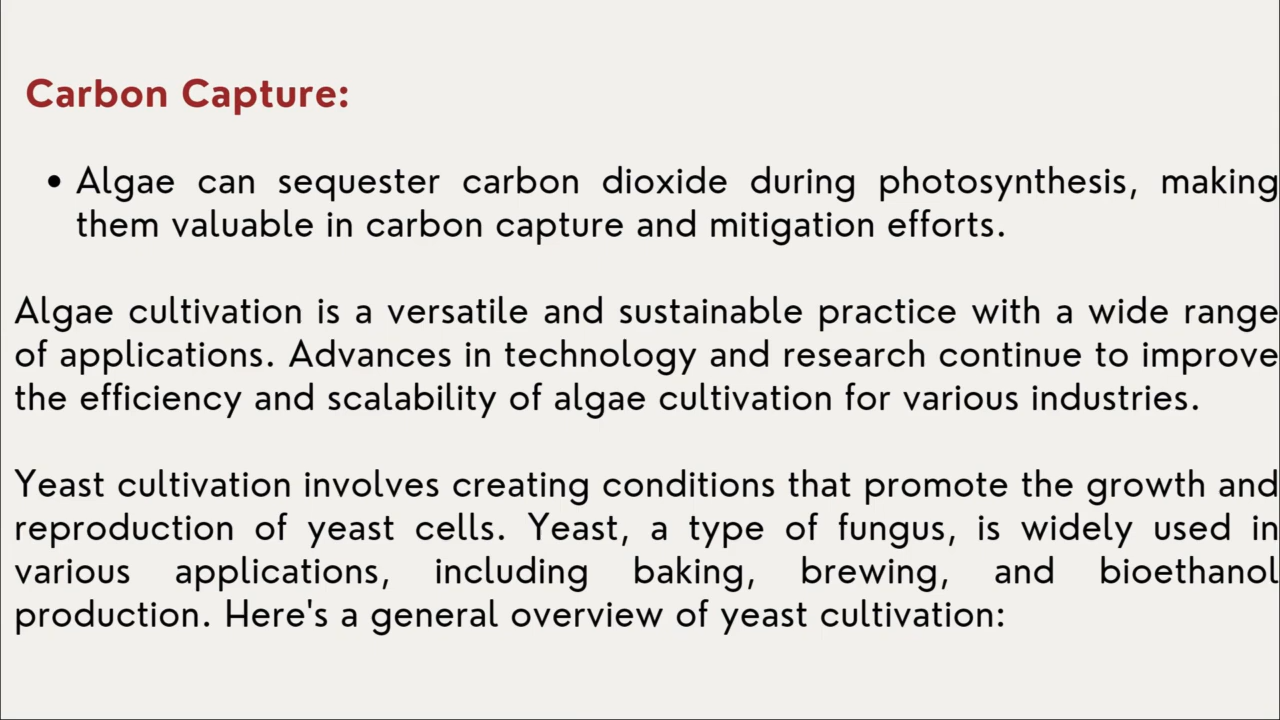 Carbon Capture:
• Algae can sequester carbon dioxide during photosynthesis, making
them valuable in carbon capture and mitigation efforts.
Algae cultivation is a versatile and sustainable practice with a wide range
of applications. Advances in technology and research continue to improve
the efficiency and scalability of algae cultivation for various industries.
Yeast cultivation involves creating conditions that promote the growth and
reproduction of yeast cells. Yeast, a type of fungus, is widely used in
various applications, including baking, brewing, and bioethanol
production. Here's a general overview of yeast cultivation: